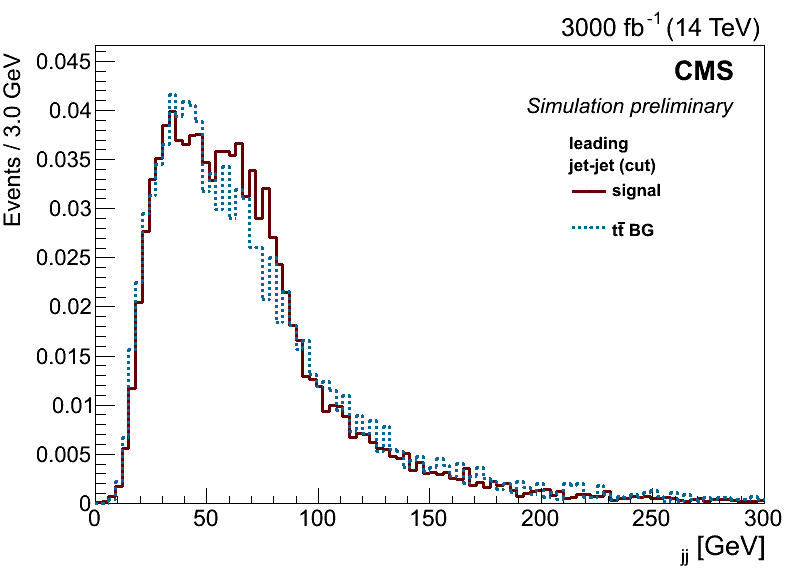 3000 fb⁻¹ (14 TeV)
CMS
Simulation preliminary
leading
jet-jet (cut)
signal
tt̄ BG
Events / 3.0 GeV
0.045
0.04
0.035
0.03
0.025
0.02
0.015
0.01
0.005
0
0 50 100 150 200 250 300
jj [GeV]